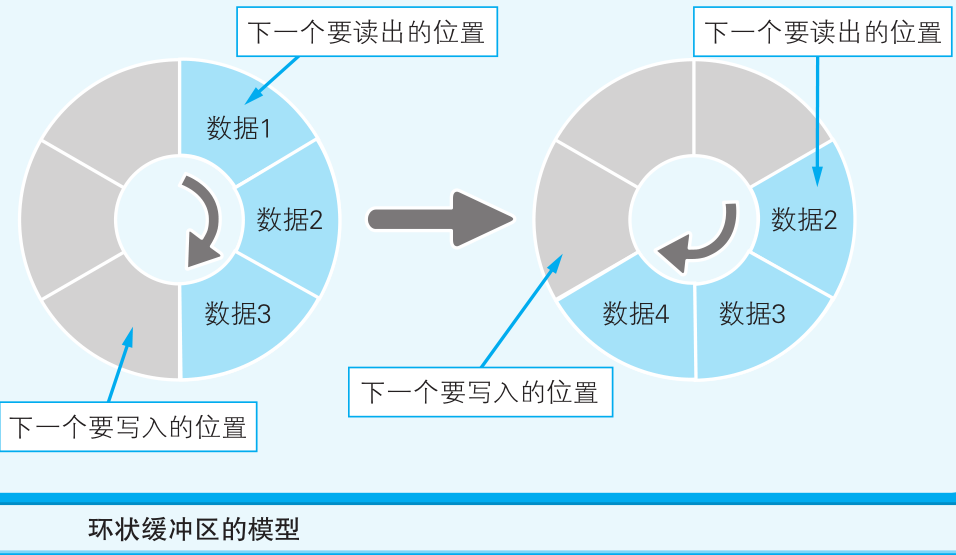 下一个要读出的位置
下一个要读出的位置
数据1
数据2
数据2
数据3
数据4
数据3
下一个要写入的位置
下一个要写入的位置
环状缓冲区的模型